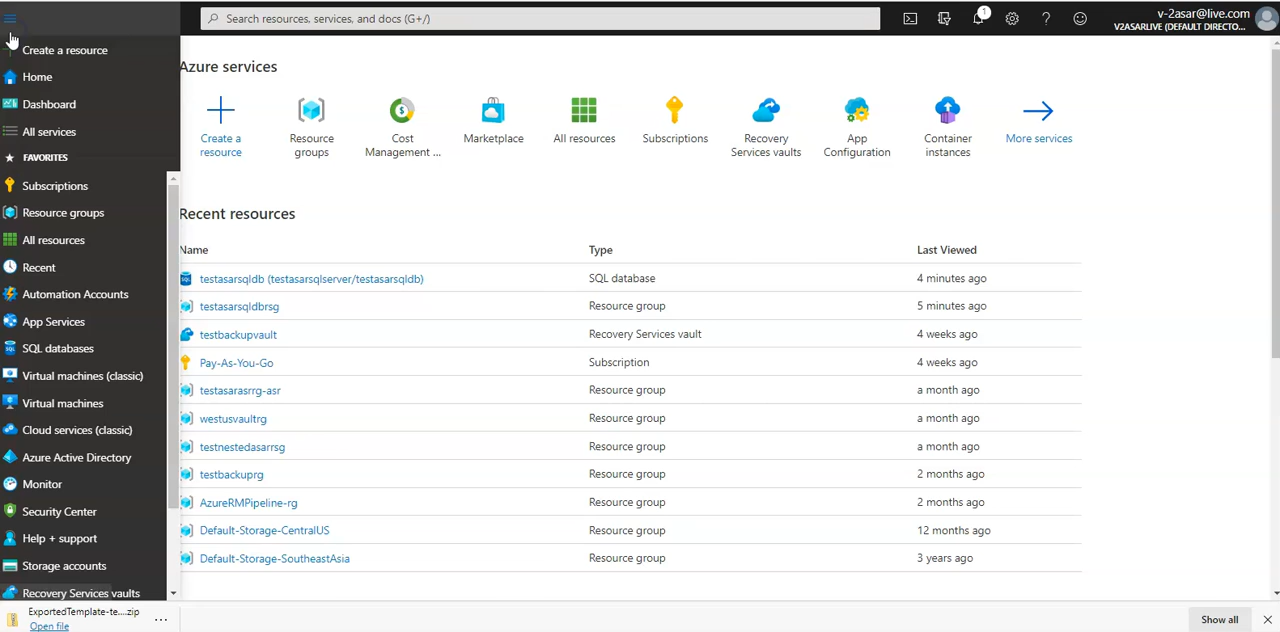 Search resources, services, and docs (G+/)
1
v-2asar@live.com
V2ASARLIVE (DEFAULT DIRECTO...
Create a resource
Home
Dashboard
All services
FAVORITES
Subscriptions
Resource groups
All resources
Recent
Automation Accounts
App Services
SQL databases
Virtual machines (classic)
Virtual machines
Cloud services (classic)
Azure Active Directory
Monitor
Security Center
Help + support
Storage accounts
Recovery Services vaults
Azure services
Create a
resource
Resource
groups
Cost
Management ...
Marketplace
All resources
Subscriptions
Recovery
Services vaults
App
Configuration
Container
instances
More services
Recent resources
Name Type Last Viewed
testasarsqldb (testasarsqlserver/testasarsqldb) SQL database 4 minutes ago
testasarsqldbrsg Resource group 5 minutes ago
testbackupvault Recovery Services vault 4 weeks ago
Pay-As-You-Go Subscription 4 weeks ago
testasarasrrg-asr Resource group a month ago
westusvaultrg Resource group a month ago
testnestedasarrsg Resource group a month ago
testbackuprg Resource group 2 months ago
AzureRMPipeline-rg Resource group 2 months ago
Default-Storage-CentralUS Resource group 12 months ago
Default-Storage-SoutheastAsia Resource group 3 years ago
ExportedTemplate-te....zip
Open file
Show all